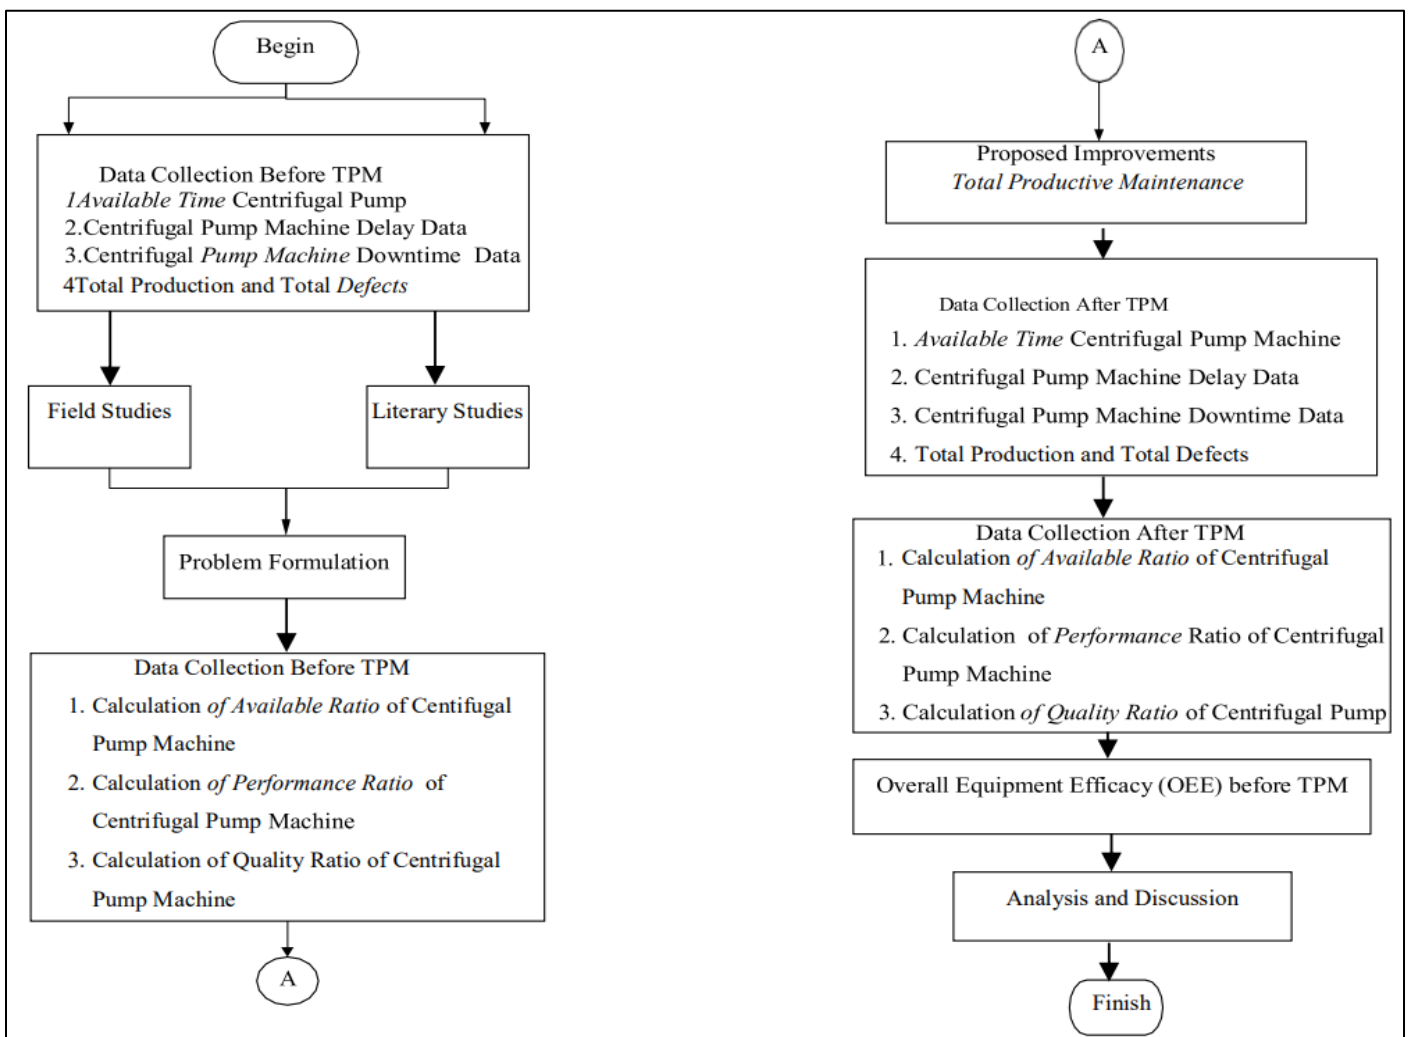 Begin
Data Collection Before TPM
1Available Time Centrifugal Pump
2.Centrifugal Pump Machine Delay Data
3.Centrifugal Pump Machine Downtime Data
4Total Production and Total Defects
Field Studies
Literary Studies
Problem Formulation
Data Collection Before TPM
1. Calculation of Available Ratio of Centifugal
Pump Machine
2. Calculation of Performance Ratio of
Centrifugal Pump Machine
3. Calculation of Quality Ratio of Centrifugal
Pump Machine
A
A
Proposed Improvements
Total Productive Maintenance
Data Collection After TPM
1. Available Time Centrifugal Pump Machine
2. Centrifugal Pump Machine Delay Data
3. Centrifugal Pump Machine Downtime Data
4. Total Production and Total Defects
Data Collection After TPM
1. Calculation of Available Ratio of Centrifugal
Pump Machine
2. Calculation of Performance Ratio of Centrifugal
Pump Machine
3. Calculation of Quality Ratio of Centrifugal Pump
Overall Equipment Efficacy (OEE) before TPM
Analysis and Discussion
Finish